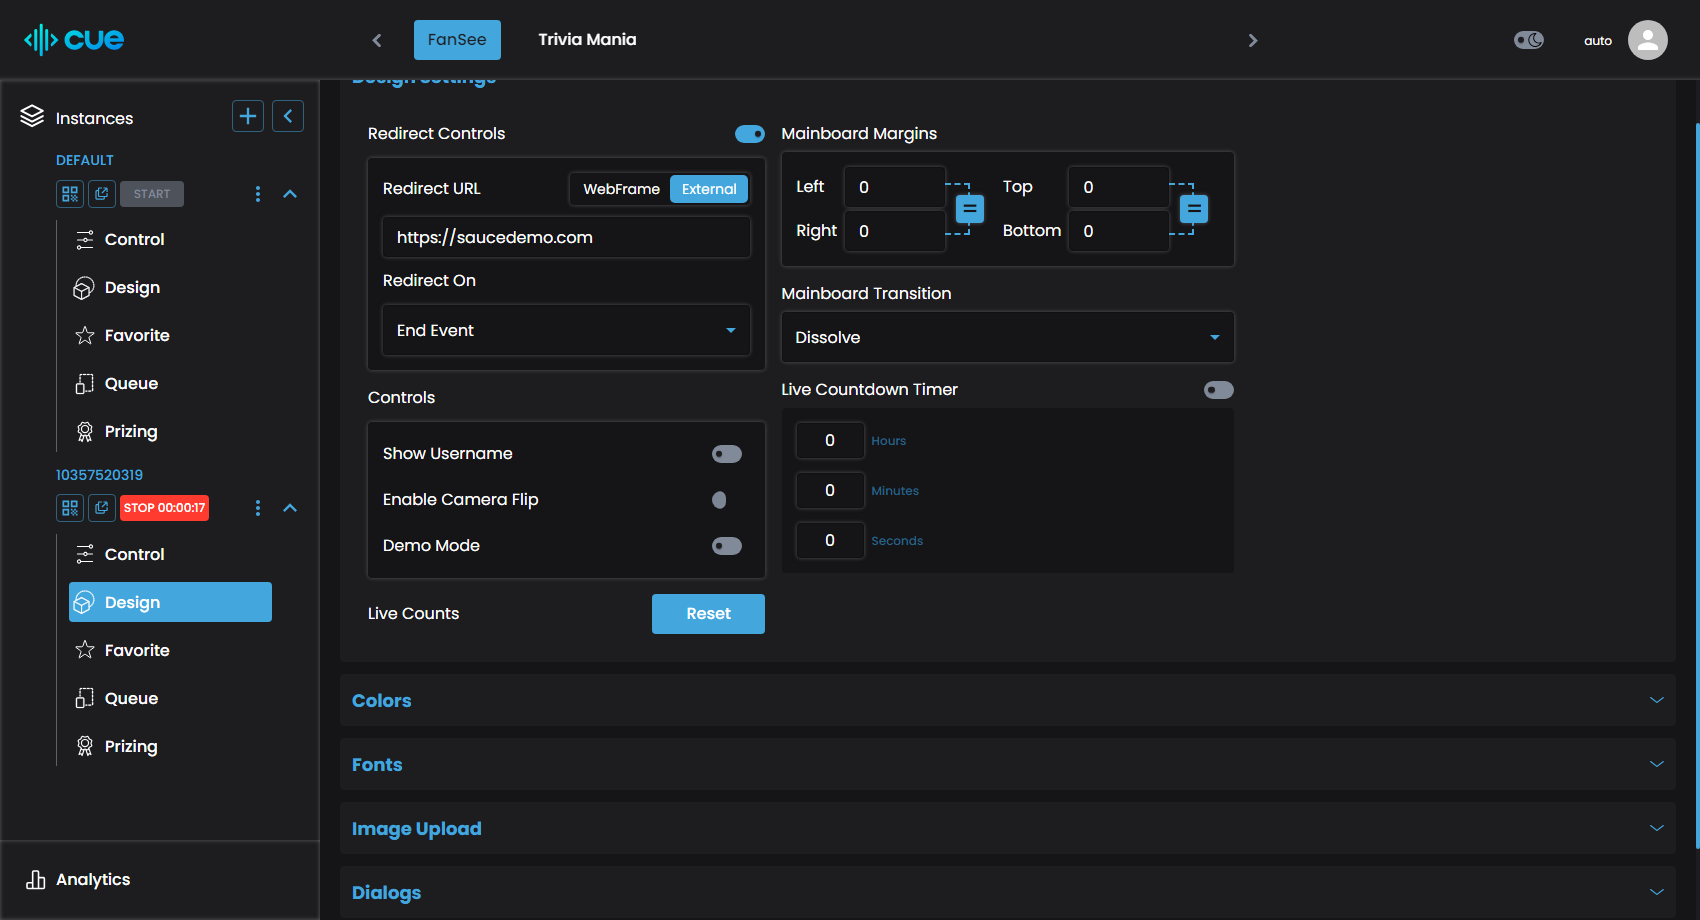 cue
FanSee
Trivia Mania
auto
Instances
DEFAULT
START
Control
Design
Favorite
Queue
Prizing
10357520319
STOP 00:00:17
Control
Design
Favorite
Queue
Prizing
Analytics
Design Settings
Redirect Controls
Redirect URL
WebFrame
External
https://saucedemo.com
Redirect On
End Event
Controls
Show Username
Enable Camera Flip
Demo Mode
Live Counts
Reset
Mainboard Margins
Left 0
Top 0
Right 0
Bottom 0
Mainboard Transition
Dissolve
Live Countdown Timer
0 Hours
0 Minutes
0 Seconds
Colors
Fonts
Image Upload
Dialogs